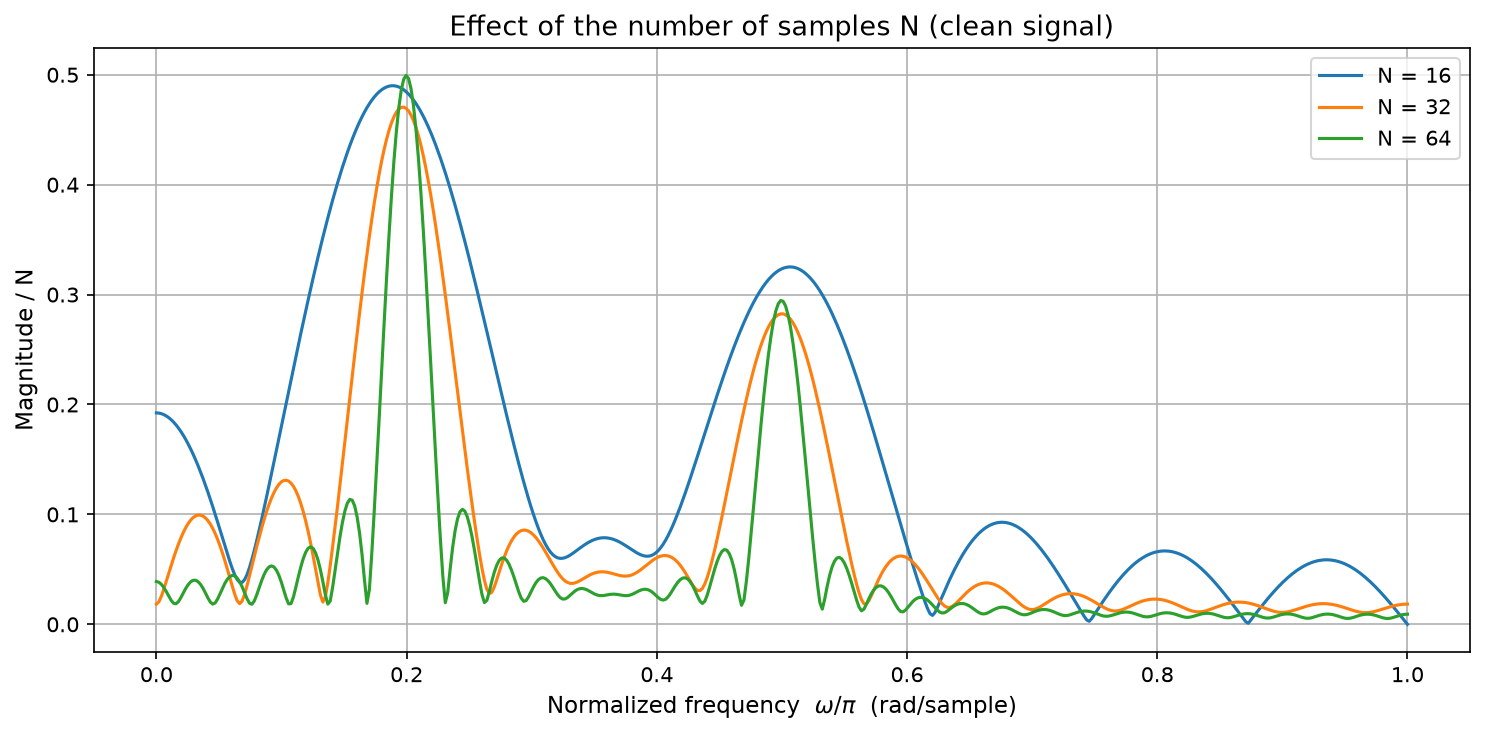 Effect of the number of samples N (clean signal)
N = 16
N = 32
N = 64
Magnitude / N
0.5
0.4
0.3
0.2
0.1
0.0
0.0 0.2 0.4 0.6 0.8 1.0
Normalized frequency ω/π (rad/sample)